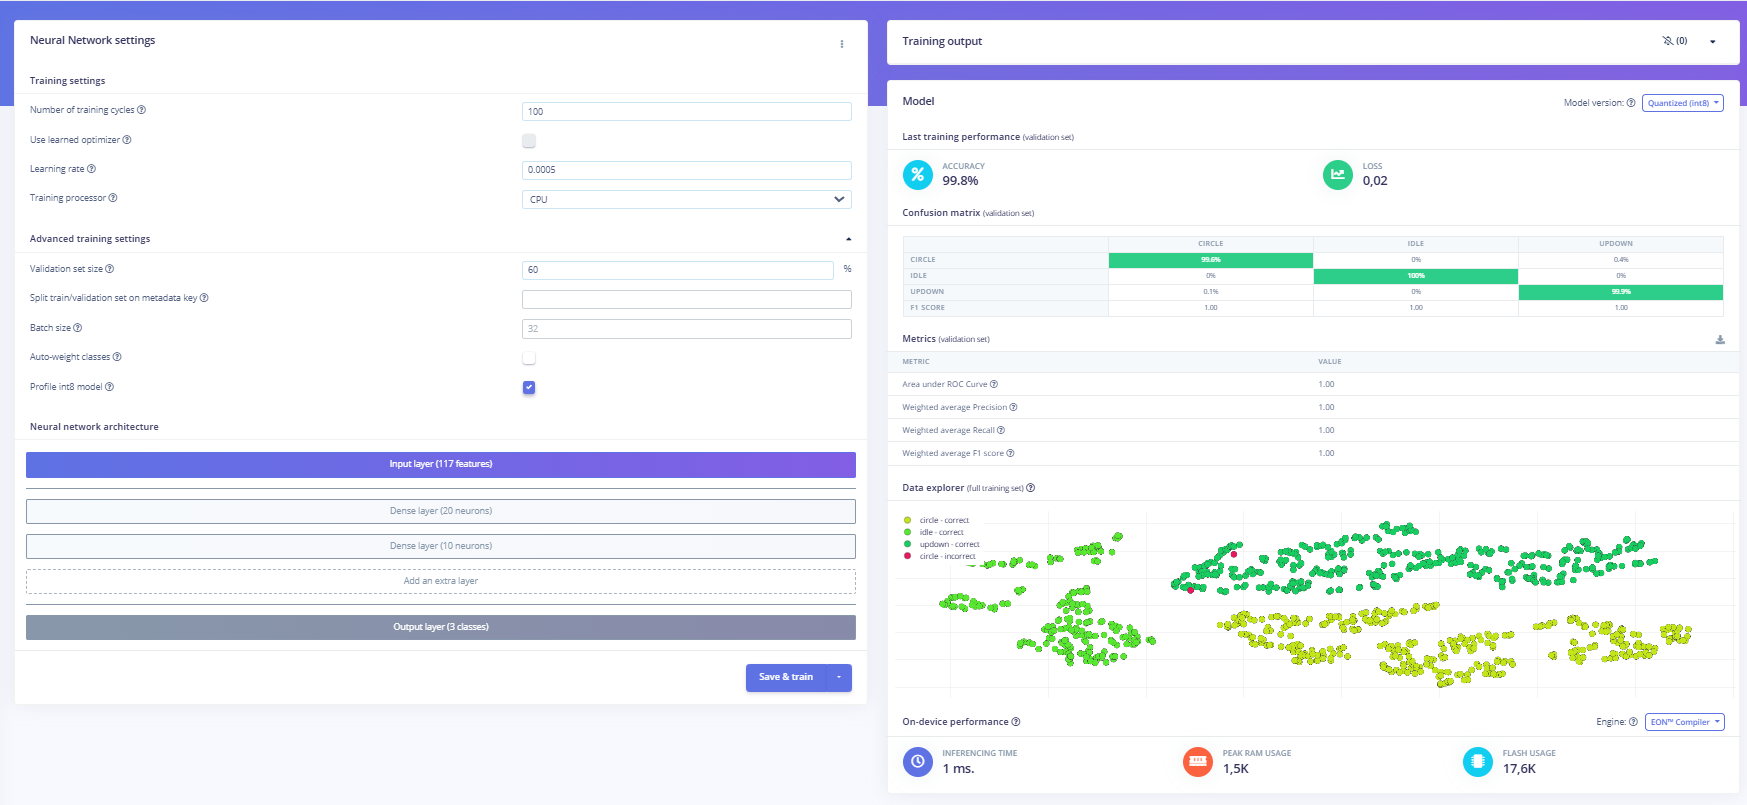 Neural Network settings
Training settings
Number of training cycles
100
Use learned optimizer
Learning rate
0.0005
Training processor
CPU
Advanced training settings
Validation set size
60
%
Split train/validation set on metadata key
Batch size
32
Auto-weight classes
Profile int8 model
Neural network architecture
Input layer (117 features)
Dense layer (20 neurons)
Dense layer (10 neurons)
Add an extra layer
Output layer (3 classes)
Save & train
Training output
(0)
Model
Model version: Quantized (int8)
Last training performance (validation set)
% ACCURACY
99.8%
LOSS
0,02
Confusion matrix (validation set)
CIRCLE IDLE UPDOWN
CIRCLE 99.6% 0% 0.4%
IDLE 0% 100% 0%
UPDOWN 0.1% 0% 99.9%
F1 SCORE 1.00 1.00 1.00
Metrics (validation set)
METRIC VALUE
Area under ROC Curve 1.00
Weighted average Precision 1.00
Weighted average Recall 1.00
Weighted average F1 score 1.00
Data explorer (full training set)
circle - correct
idle - correct
updown - correct
circle - incorrect
On-device performance
Engine: EON™ Compiler
INFERENCING TIME
1 ms.
PEAK RAM USAGE
1,5K
FLASH USAGE
17,6K